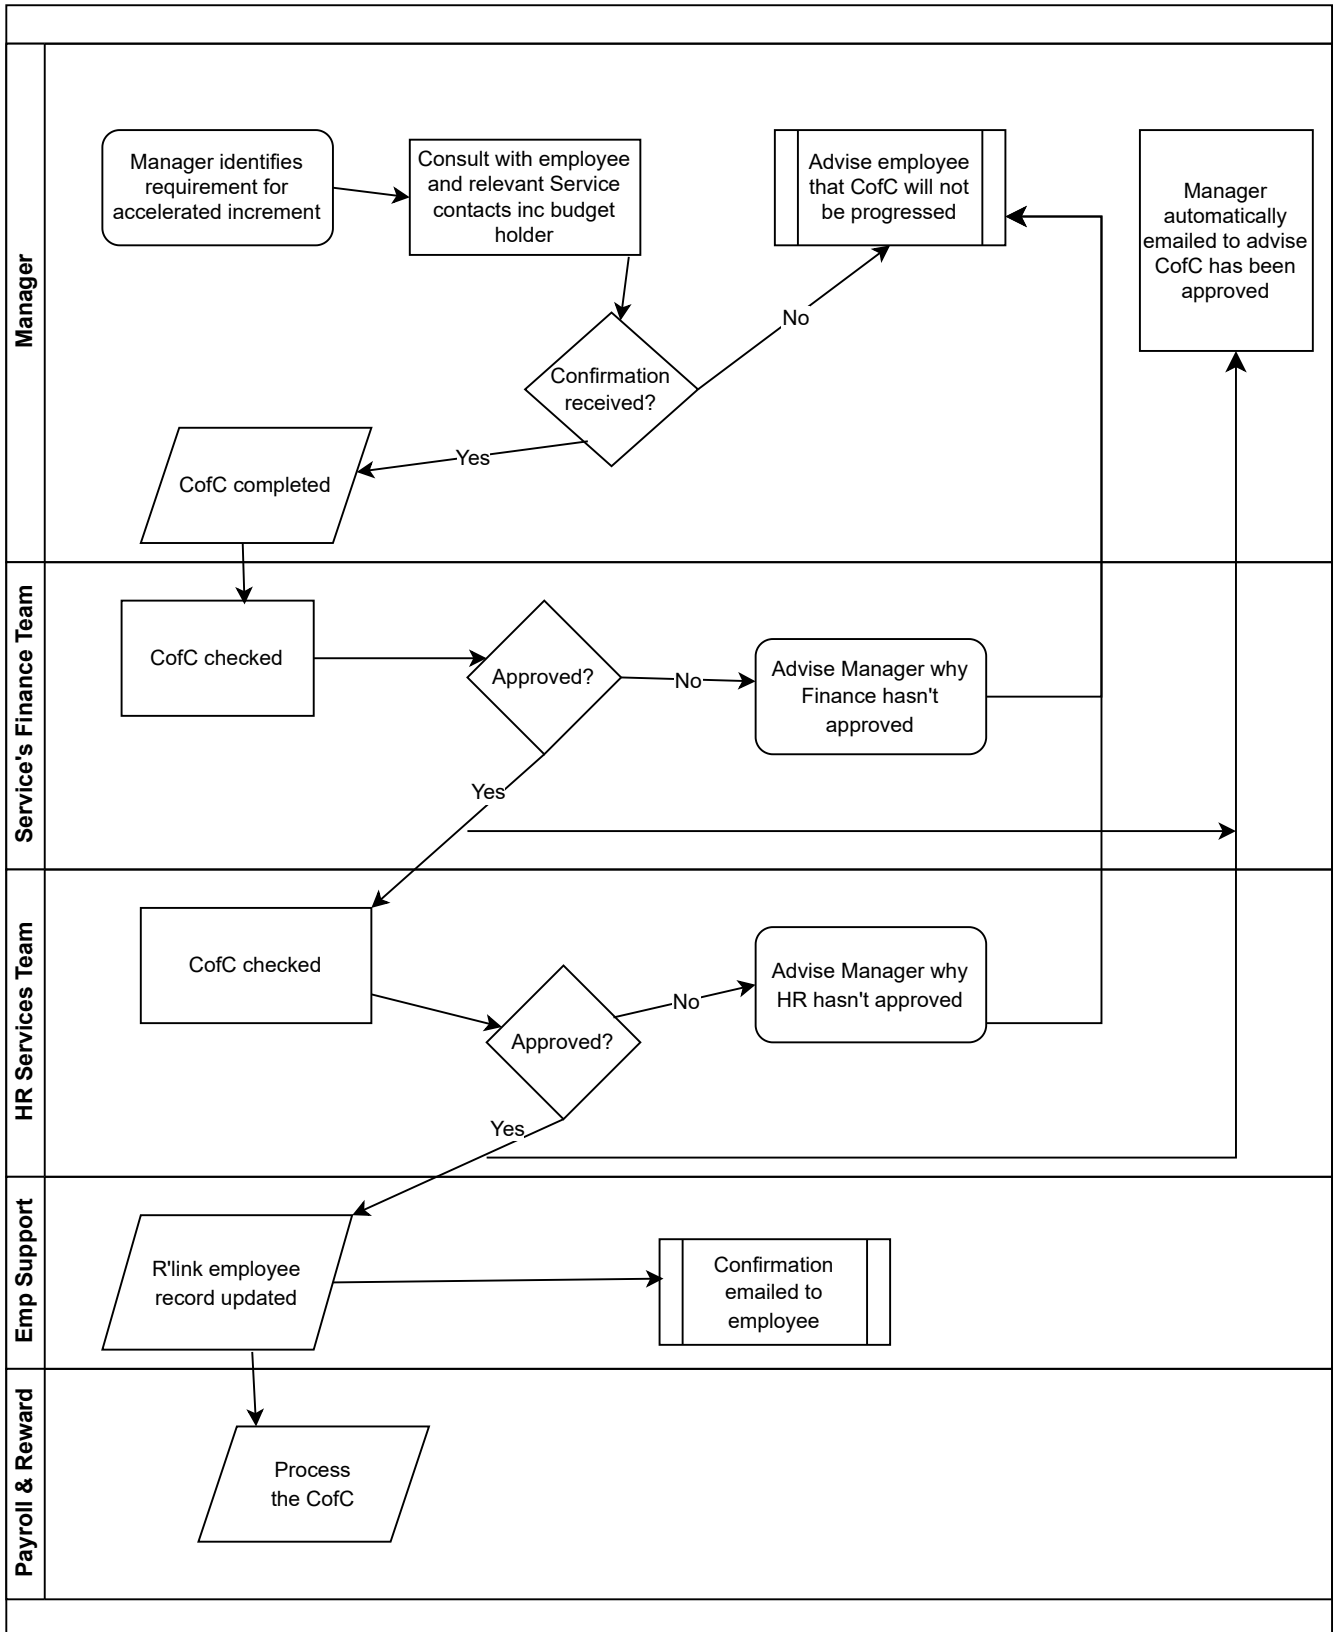 Manager
Manager identifies
requirement for
accelerated increment
Consult with employee
and relevant Service
contacts inc budget
holder
Advise employee
that CofC will not
be progressed
Manager
automatically
emailed to advise
CofC has been
approved
No
Confirmation
received?
Yes
CofC completed
Service's Finance Team
CofC checked
Approved?
No
Advise Manager why
Finance hasn't
approved
Yes
HR Services Team
CofC checked
Approved?
No
Advise Manager why
HR hasn't approved
Yes
Emp Support
R'link employee
record updated
Confirmation
emailed to
employee
Payroll & Reward
Process
the CofC